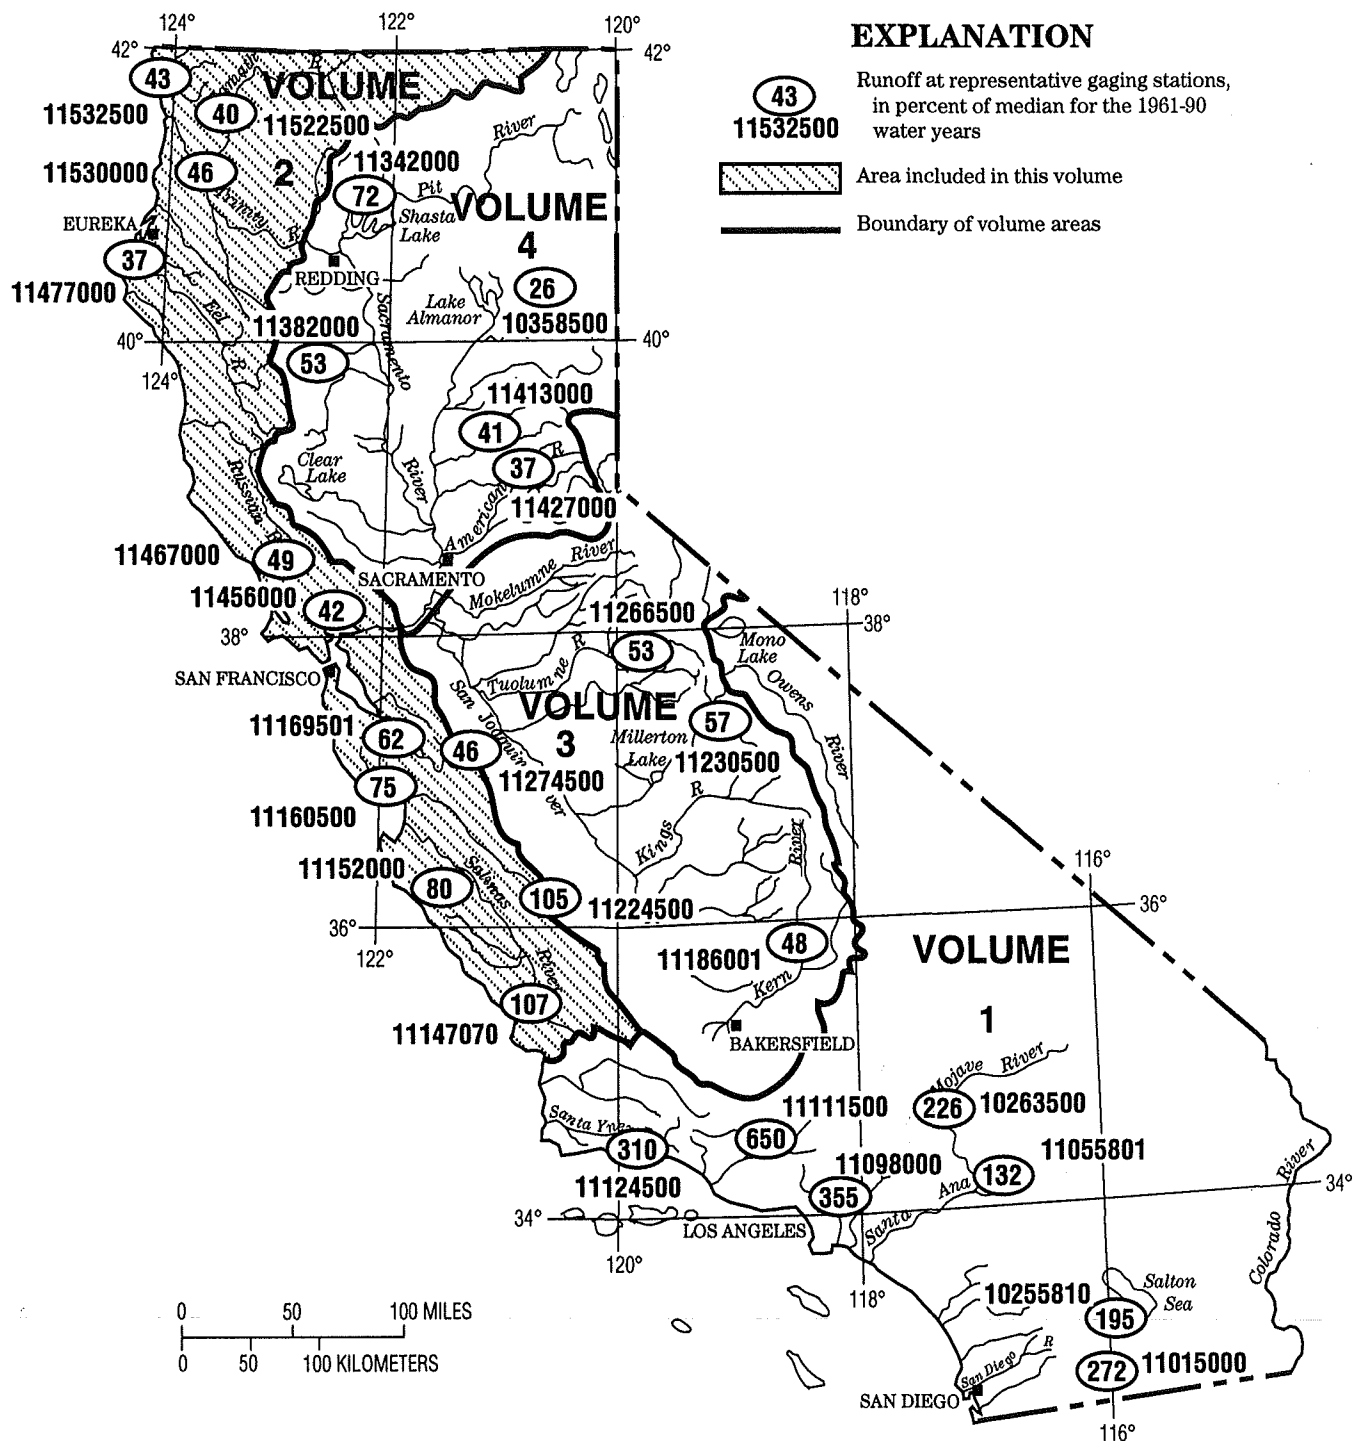 124°
122°
120°
42°
42°
EXPLANATION
43
11532500
Runoff at representative gaging stations,
in percent of median for the 1961-90
water years
Area included in this volume
Boundary of volume areas
43
11532500
40
11522500
VOLUME
2
R
11530000
46
Trinity
R
EUREKA
37
11477000
11342000
72
Pit
River
Shasta
Lake
VOLUME
4
REDDING
26
10358500
Lake
Almanor
Sacramento
River
11382000
53
Eel
R
40°
40°
124°
11413000
41
37
11427000
American
R
Clear
Lake
Russian
R
11467000
49
SACRAMENTO
Mokelumne River
11456000
42
38°
38°
118°
SAN FRANCISCO
11266500
53
Mono
Lake
Owens
River
Tuolumne R
San Joaquin
ver
VOLUME
3
57
11230500
Millerton
Lake
11169501
62
46
11274500
75
11160500
Kings
R
River
11152000
80
Salinas
River
105
11224500
116°
36°
36°
122°
48
11186001
Kern
BAKERSFIELD
VOLUME
1
107
11147070
Mojave River
226
10263500
Santa Ynez
310
11124500
650
11111500
11098000
355
11055801
132
Santa Ana
34°
34°
LOS ANGELES
120°
118°
Colorado
River
10255810
195
Salton
Sea
272
11015000
San Diego R
SAN DIEGO
116°
0 50 100 MILES
0 50 100 KILOMETERS